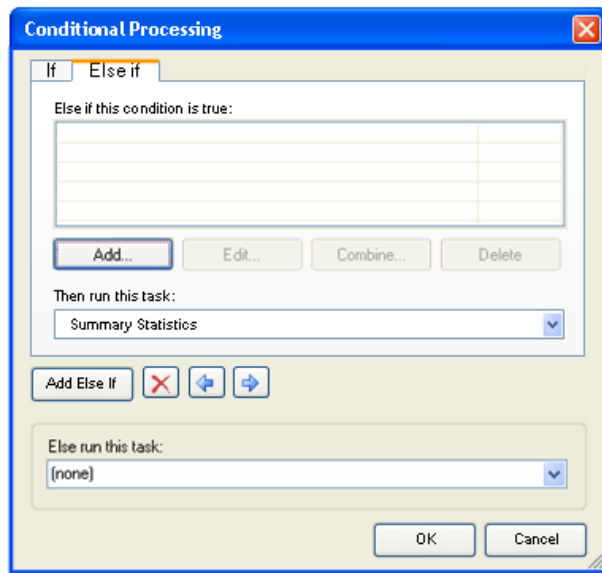 Conditional Processing
If Else if
Else if this condition is true:
Add... Edit... Combine... Delete
Then run this task:
Summary Statistics
Add Else If
Else run this task:
(none)
OK Cancel